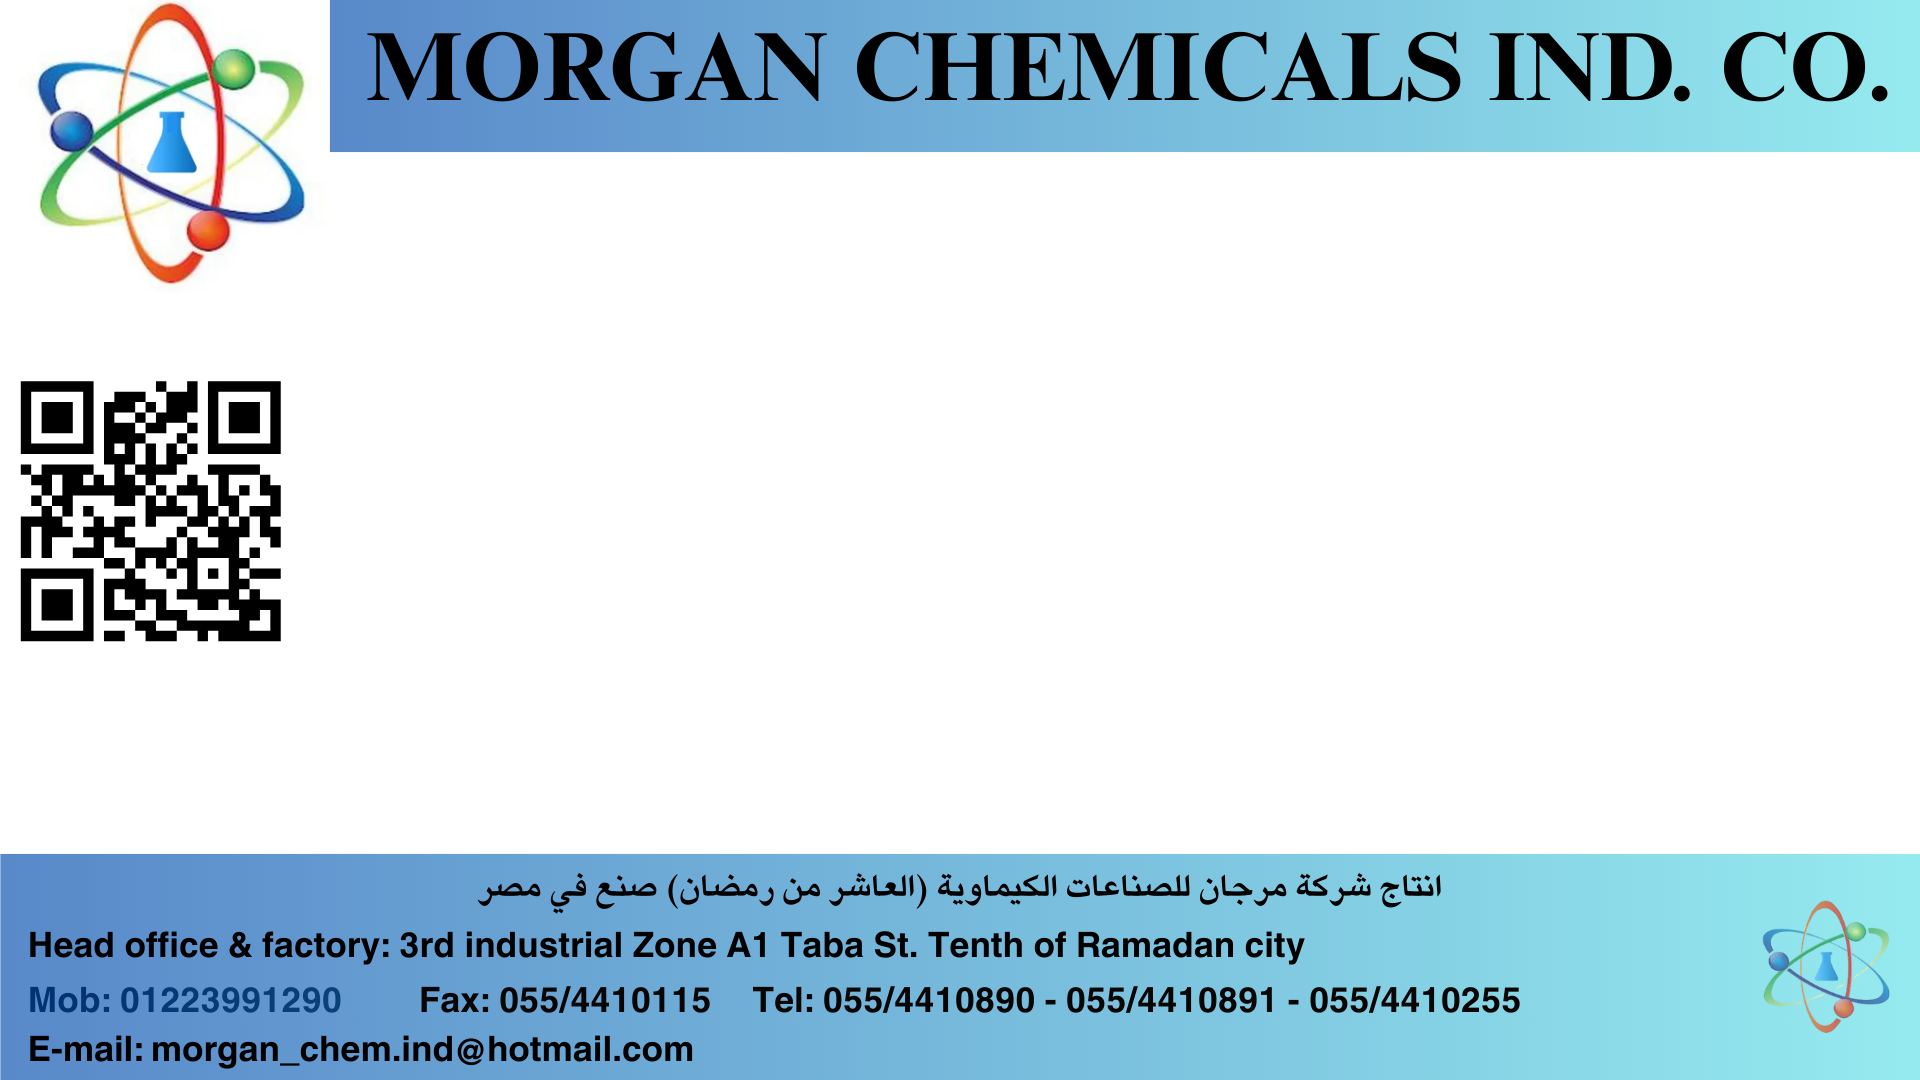 MORGAN CHEMICALS IND. CO.
انتاج شركة مرجان للصناعات الكيماوية (العاشر من رمضان) صنع في مصر
Head office & factory: 3rd industrial Zone A1 Taba St. Tenth of Ramadan city
Mob: 01223991290 Fax: 055/4410115 Tel: 055/4410890 - 055/4410891 - 055/4410255
E-mail: morgan_chem.ind@hotmail.com